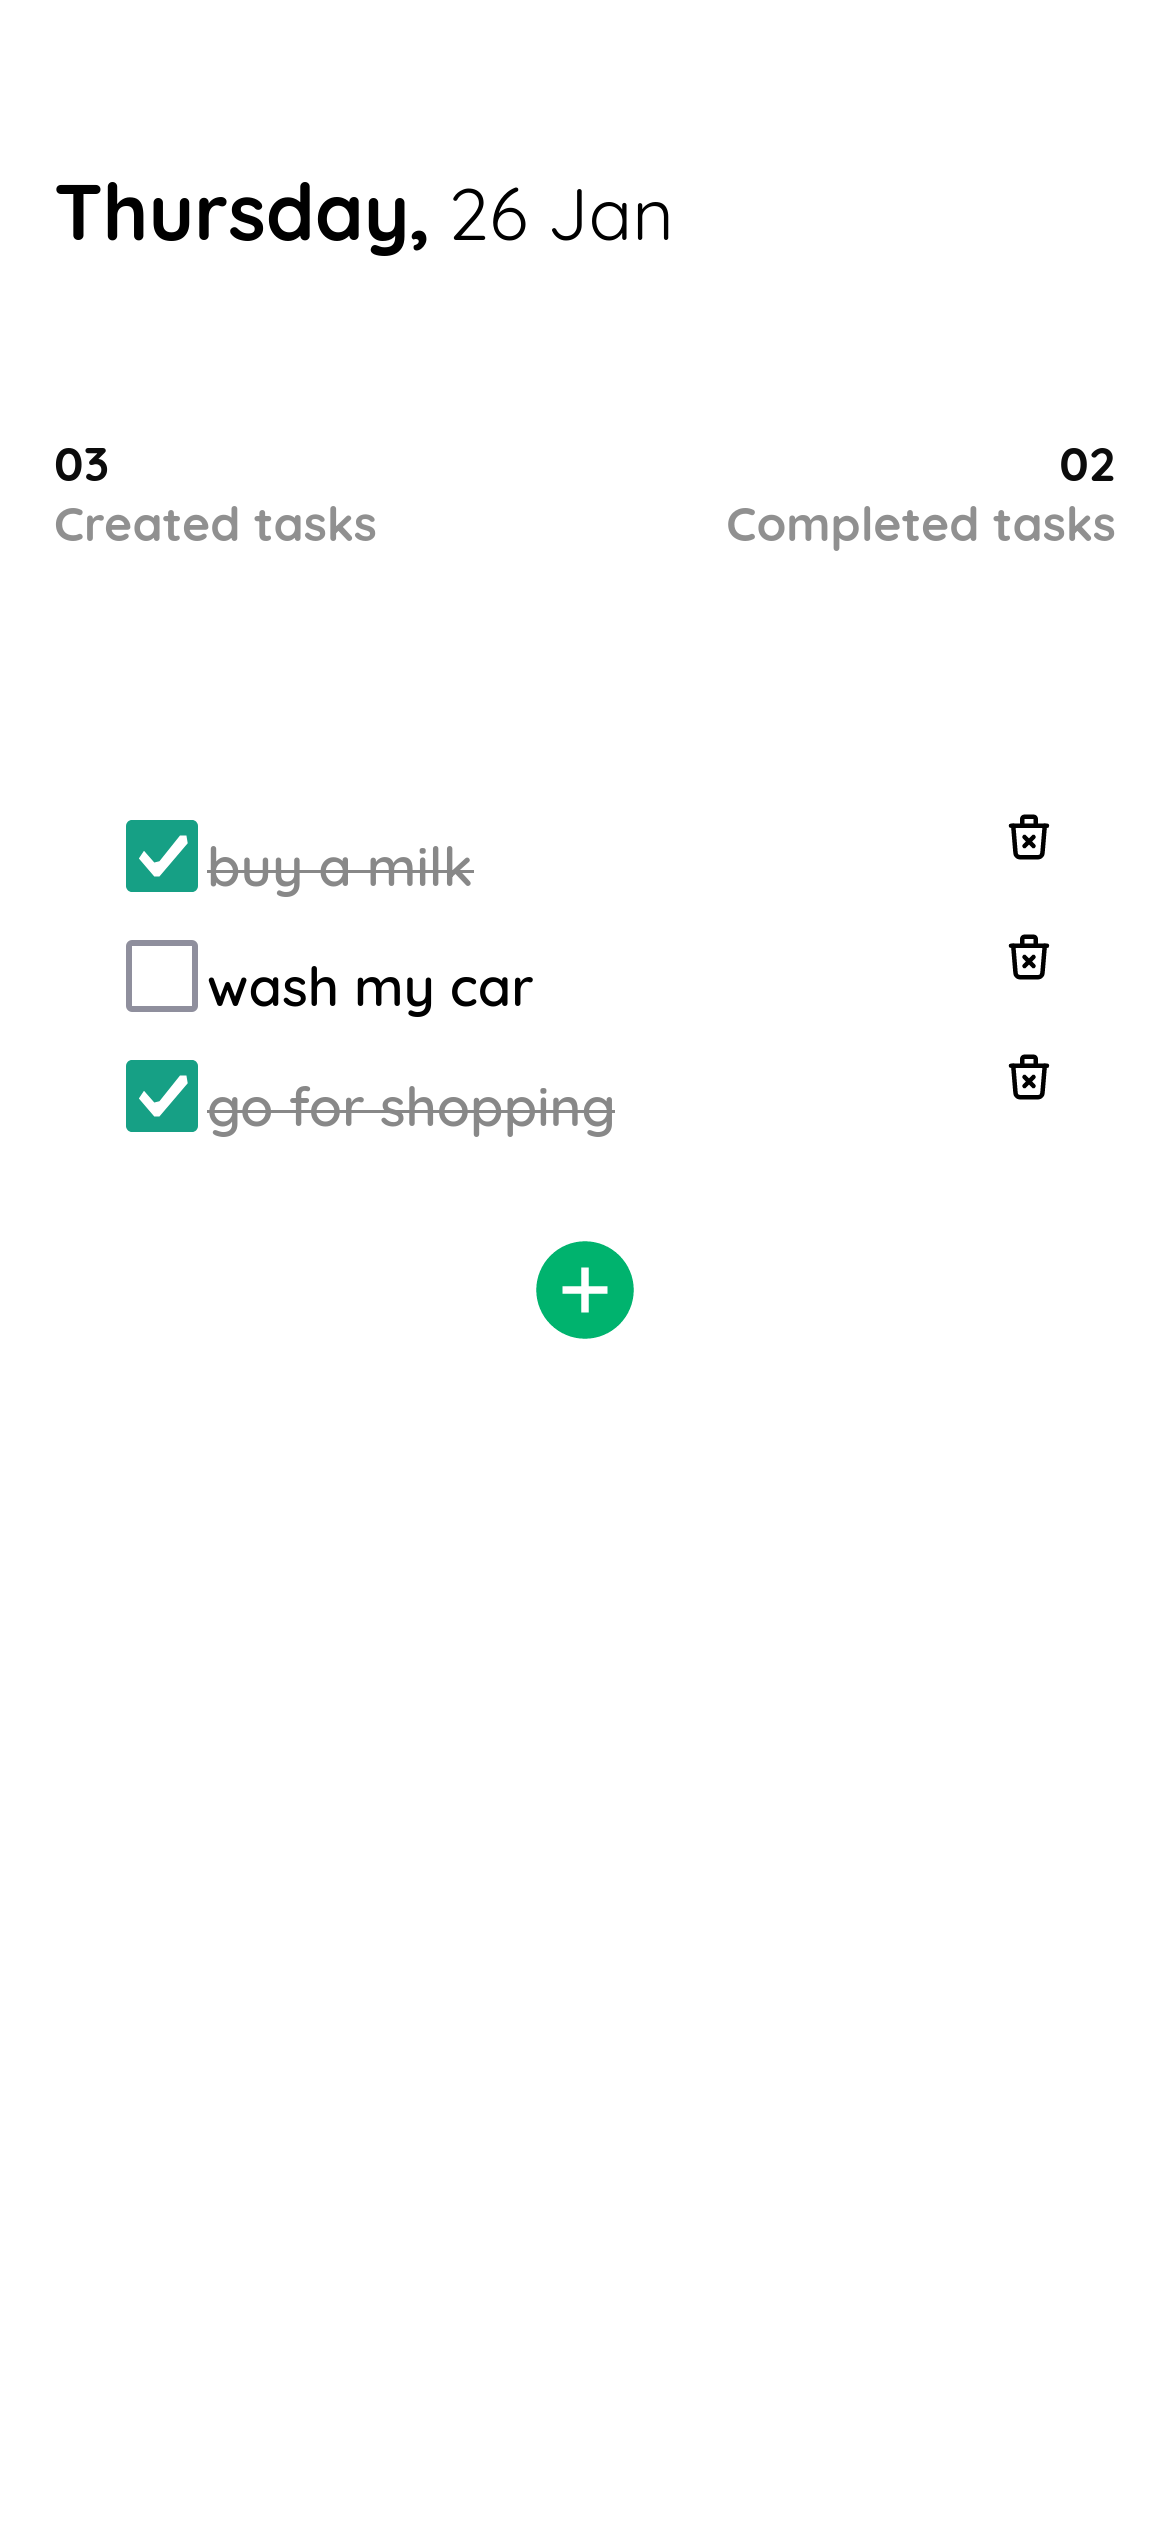 Thursday, 26 Jan
03
Created tasks
02
Completed tasks
buy a milk
wash my car
go for shopping